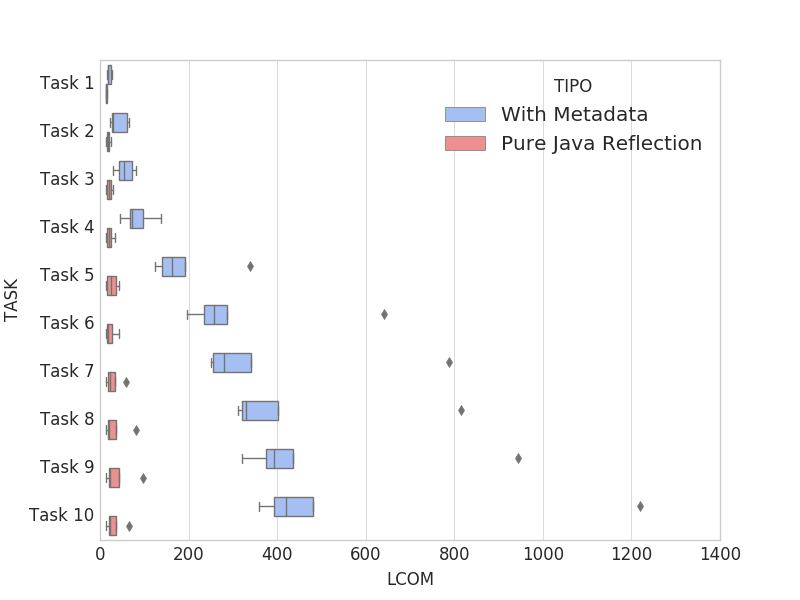 TIPO
With Metadata
Pure Java Reflection
TASK
Task 1
Task 2
Task 3
Task 4
Task 5
Task 6
Task 7
Task 8
Task 9
Task 10
0 200 400 600 800 1000 1200 1400
LCOM